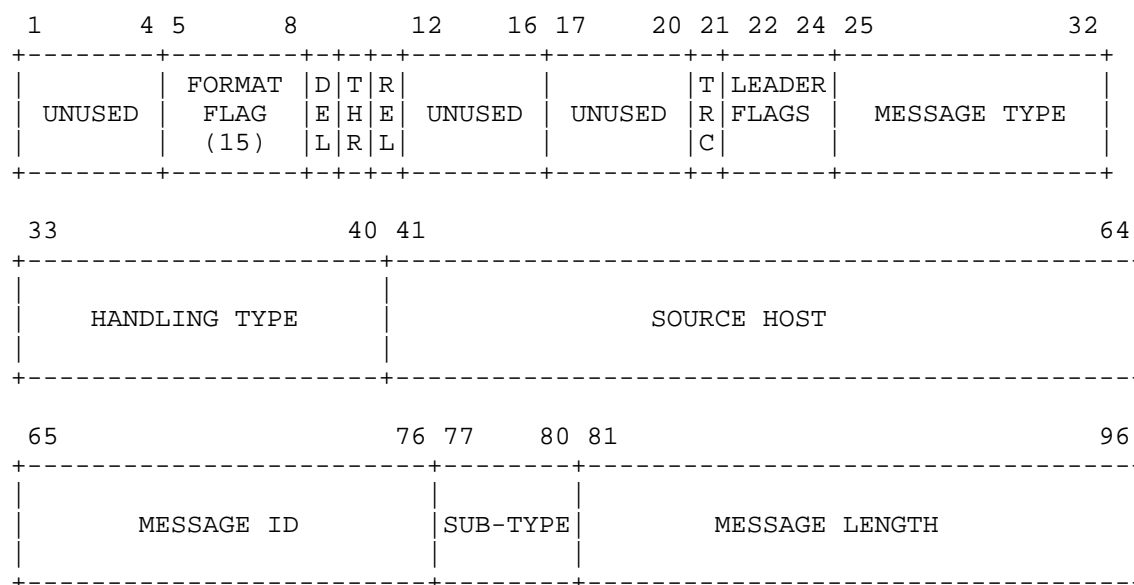 1 4 5 8 12 16 17 20 21 22 24 25 32
FORMAT D T R T LEADER
UNUSED FLAG E H E UNUSED UNUSED R FLAGS MESSAGE TYPE
(15) L R L C
33 40 41 64
HANDLING TYPE SOURCE HOST
65 76 77 80 81 96
MESSAGE ID SUB-TYPE MESSAGE LENGTH